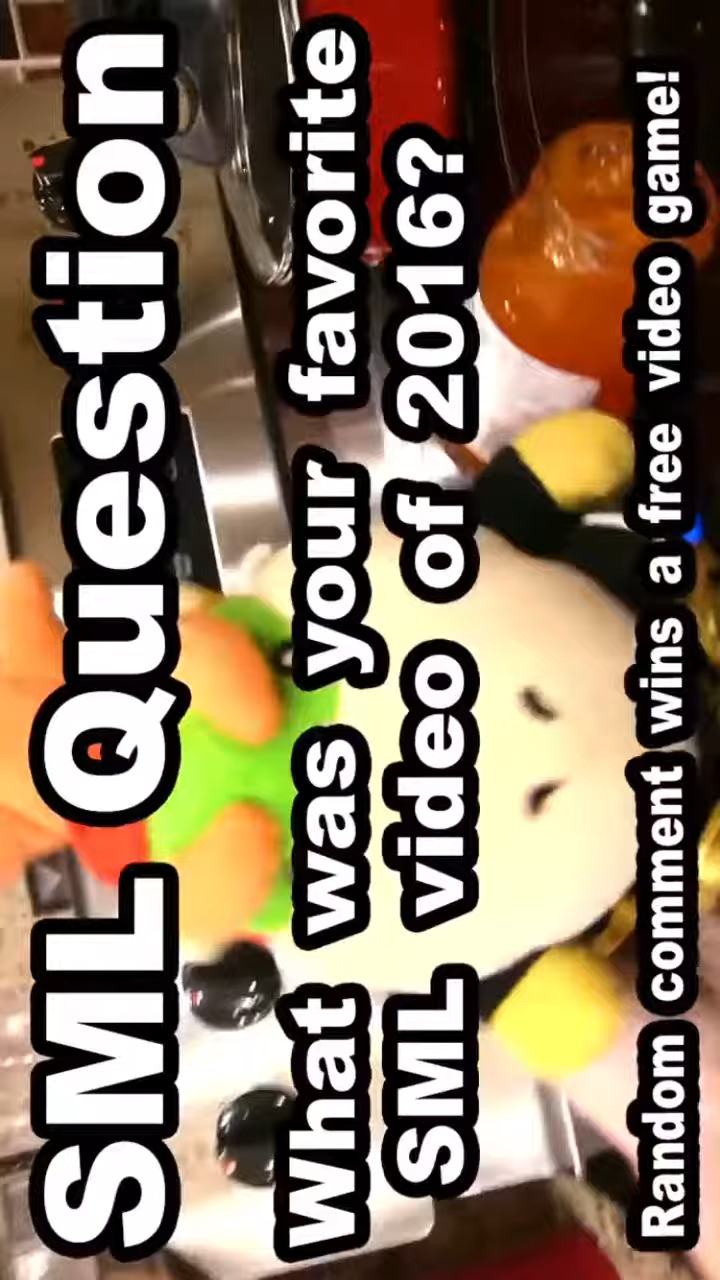 SML Question
What was your favorite
SML video of 2016?
Random comment wins a free video game!